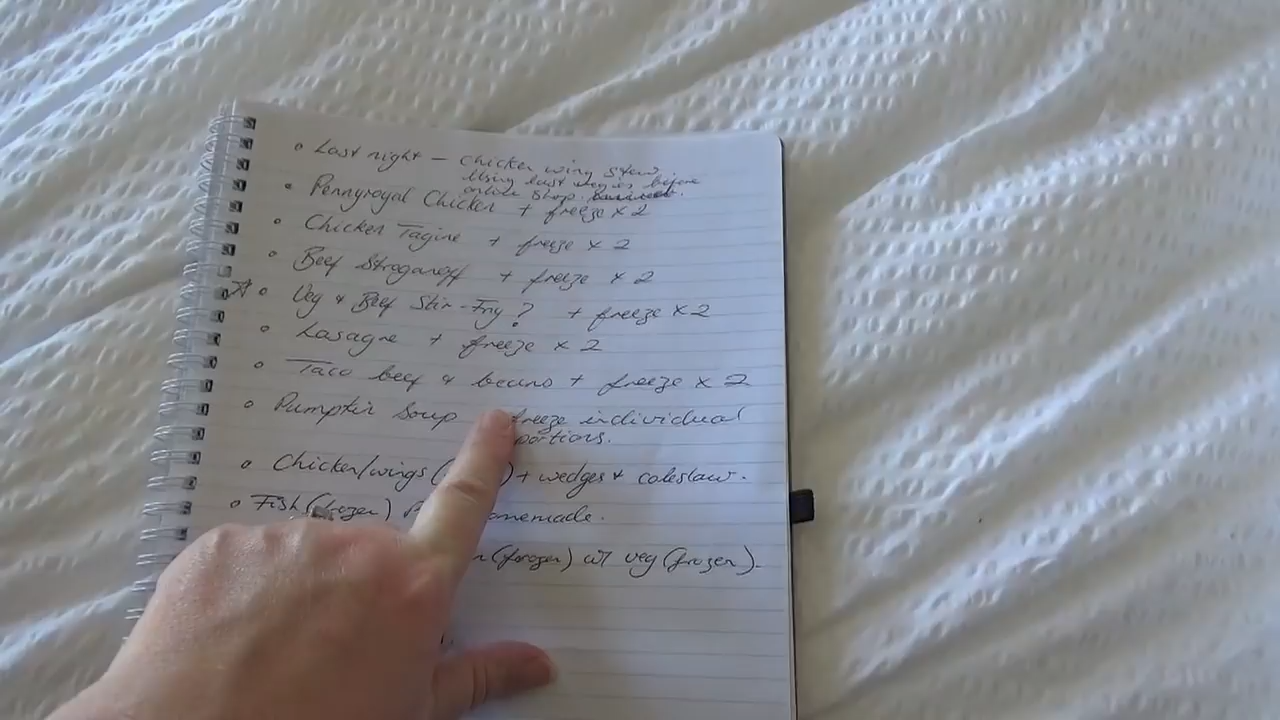 • Last night – Chicken wing stew
Using last veg as before
online shop.
• Pennyroyal Chicken + freeze x 2
• Chicken Tagine + freeze x 2
• Beef Stroganoff + freeze x 2
• Veg & Beef Stir-Fry? + freeze x 2
• Lasagne + freeze x 2
• Taco beef & beans + freeze x 2
• Pumpkin Soup freeze individual
portions.
• Chicken/wings ( ) + wedges & coleslaw.
• Fish (frozen) homemade.
(frozen) w/ veg (frozen).